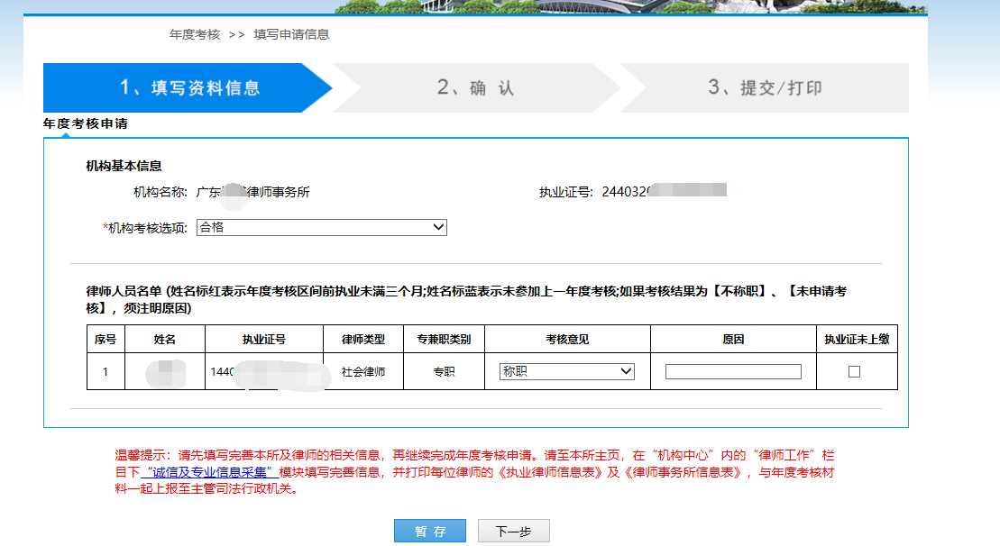 年度考核 >> 填写申请信息
1、填写资料信息 2、确 认 3、提交/打印
年度考核申请
机构基本信息
机构名称: 广东 律师事务所 执业证号: 244032
*机构考核选项: 合格
律师人员名单 (姓名标红表示年度考核区间前执业未满三个月;姓名标蓝表示未参加上一年度考核;如果考核结果为【不称职】、【未申请考
核】，须注明原因)
序号 姓名 执业证号 律师类型 专兼职类别 考核意见 原因 执业证未上缴
1 1440 社会律师 专职 称职
温馨提示：请先填写完善本所及律师的相关信息，再继续完成年度考核申请。请至本所主页，在“机构中心”内的“律师工作”栏
目下“诚信及专业信息采集”模块填写完善信息，并打印每位律师的《执业律师信息表》及《律师事务所信息表》，与年度考核材
料一起上报至主管司法行政机关。
暂 存 下一步